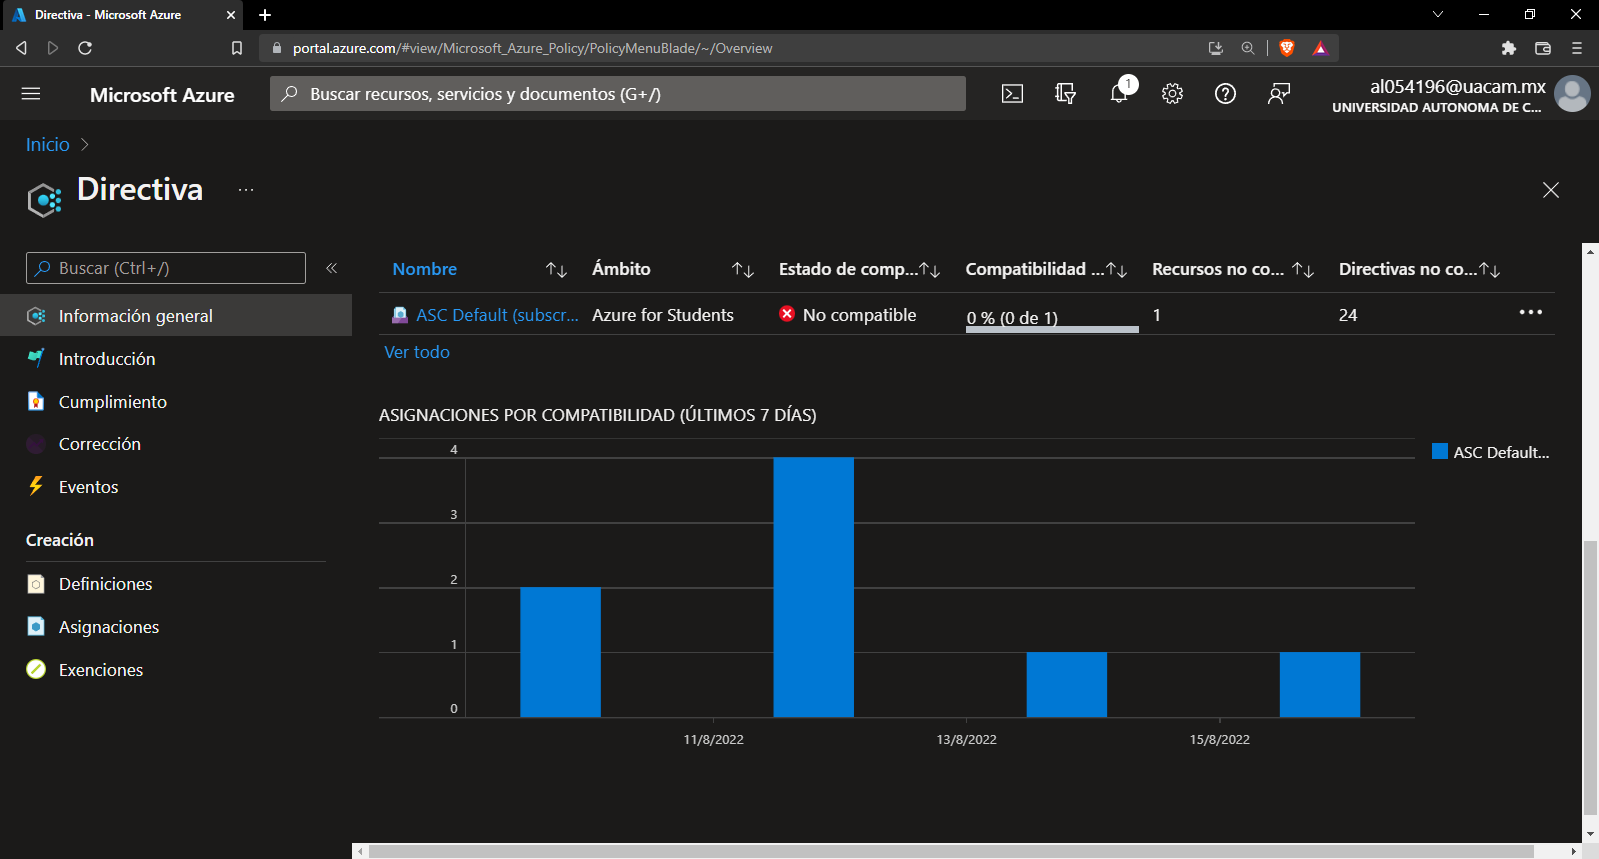 Directiva - Microsoft Azure
portal.azure.com/#view/Microsoft_Azure_Policy/PolicyMenuBlade/~/Overview
Microsoft Azure
Buscar recursos, servicios y documentos (G+/)
1
al054196@uacam.mx
UNIVERSIDAD AUTONOMA DE C...
Inicio
Directiva
Buscar (Ctrl+/)
Información general
Introducción
Cumplimiento
Corrección
Eventos
Creación
Definiciones
Asignaciones
Exenciones
Nombre Ámbito Estado de comp... Compatibilidad ... Recursos no co... Directivas no co...
ASC Default (subscr... Azure for Students No compatible 0 % (0 de 1) 1 24
Ver todo
ASIGNACIONES POR COMPATIBILIDAD (ÚLTIMOS 7 DÍAS)
4
3
2
1
0
11/8/2022 13/8/2022 15/8/2022
ASC Default...